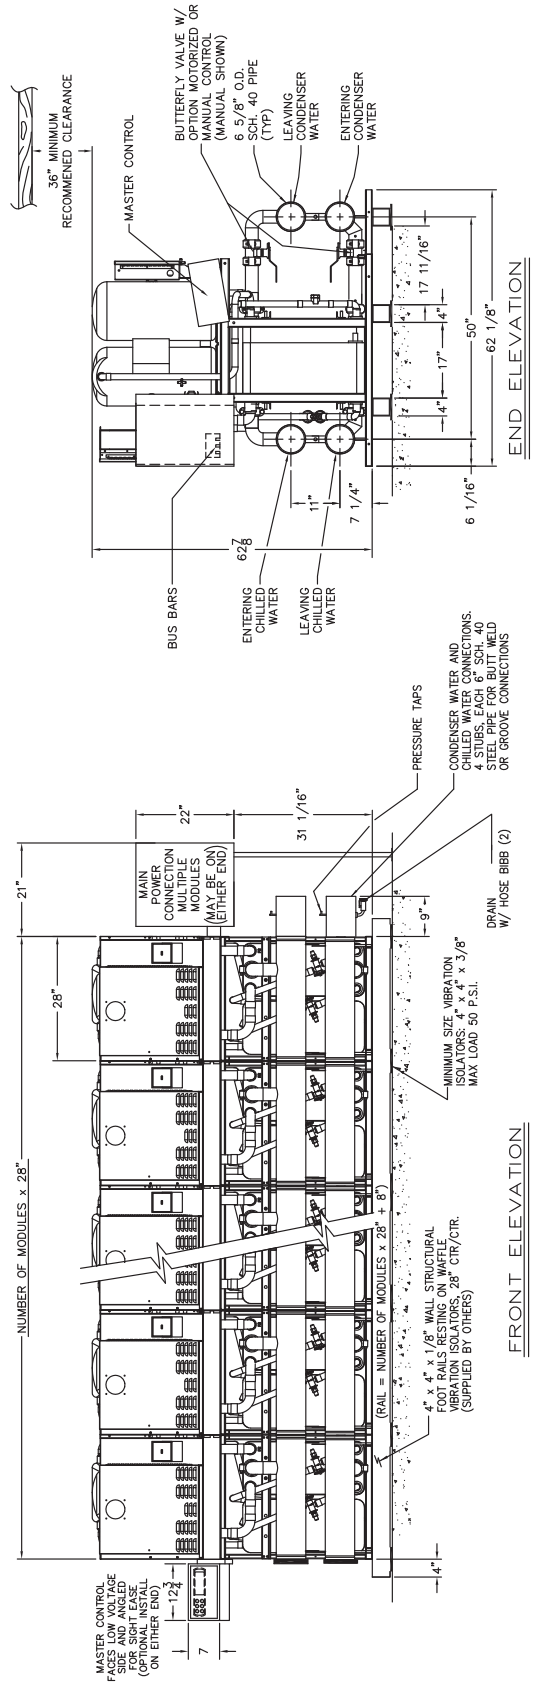 MASTER CONTROL
FACES LOW VOLTAGE
SIDE AND ANGLED
FOR SIGHT EASE
(OPTIONAL INSTALL
ON EITHER END)
12 3/4
7
NUMBER OF MODULES x 28"
28"
21"
MAIN
POWER
CONNECTION
MULTIPLE
MODULES
(MAY BE ON)
(EITHER END)
22"
31 1/16"
PRESSURE TAPS
CONDENSER WATER AND
CHILLED WATER CONNECTIONS.
4 STUBS, EACH 6" SCH. 40
STEEL PIPE FOR BUTT WELD
OR GROOVE CONNECTIONS
DRAIN
W/ HOSE BIBB (2)
9"
MINIMUM SIZE VIBRATION
ISOLATORS: 4" x 4" x 3/8"
MAX LOAD 50 P.S.I.
(RAIL = NUMBER OF MODULES x 28" + 8")
4" x 4" x 1/8" WALL STRUCTURAL
FOOT RAILS RESTING ON WAFFLE
VIBRATION ISOLATORS, 28" CTR/CTR.
(SUPPLIED BY OTHERS)
4"
FRONT ELEVATION
36" MINIMUM
RECOMMENED CLEARANCE
MASTER CONTROL
BUTTERFLY VALVE W/
OPTION MOTORIZED OR
MANUAL CONTROL
(MANUAL SHOWN)
6 5/8" O.D.
SCH. 40 PIPE
(TYP)
LEAVING
CONDENSER
WATER
ENTERING
CONDENSER
WATER
BUS BARS
62 7/8
ENTERING
CHILLED
WATER
LEAVING
CHILLED
WATER
11"
7 1/4"
6 1/16"
4"
17"
4"
17 11/16"
50"
62 1/8"
END ELEVATION